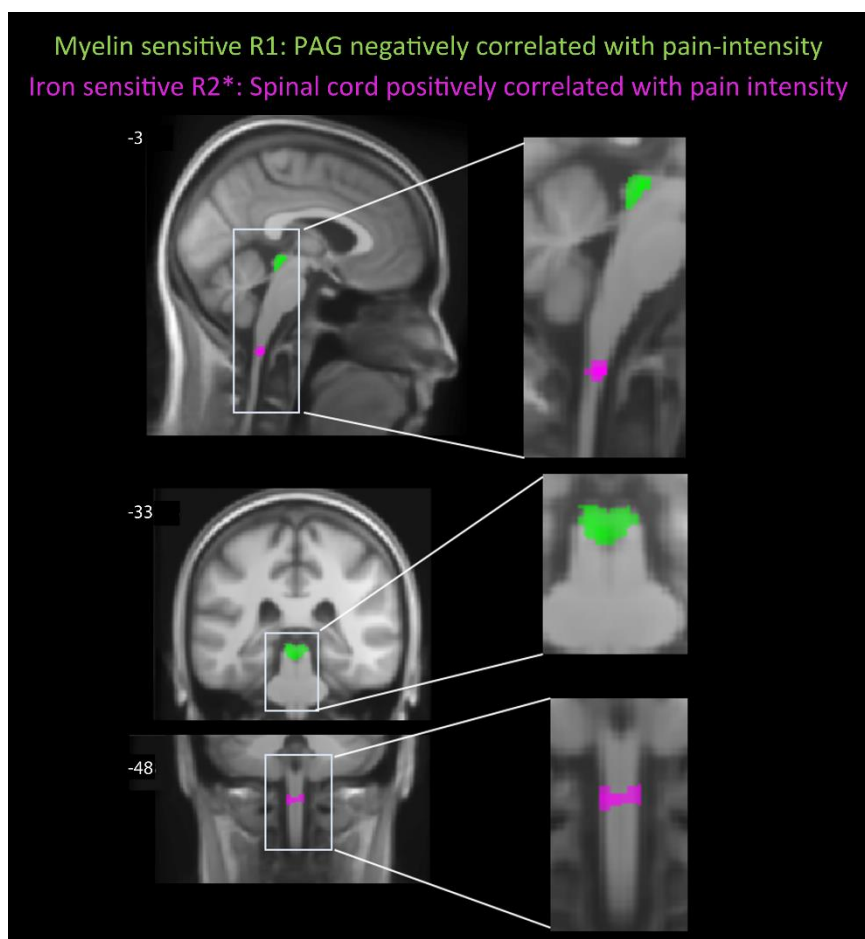 Myelin sensitive R1: PAG negatively correlated with pain-intensity
Iron sensitive R2*: Spinal cord positively correlated with pain intensity
-3
-33
-48